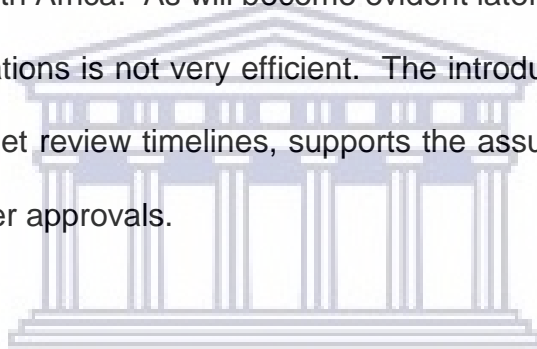 th Africa. As will become evident later
ations is not very efficient. The introdu
et review timelines, supports the assu
er approvals.